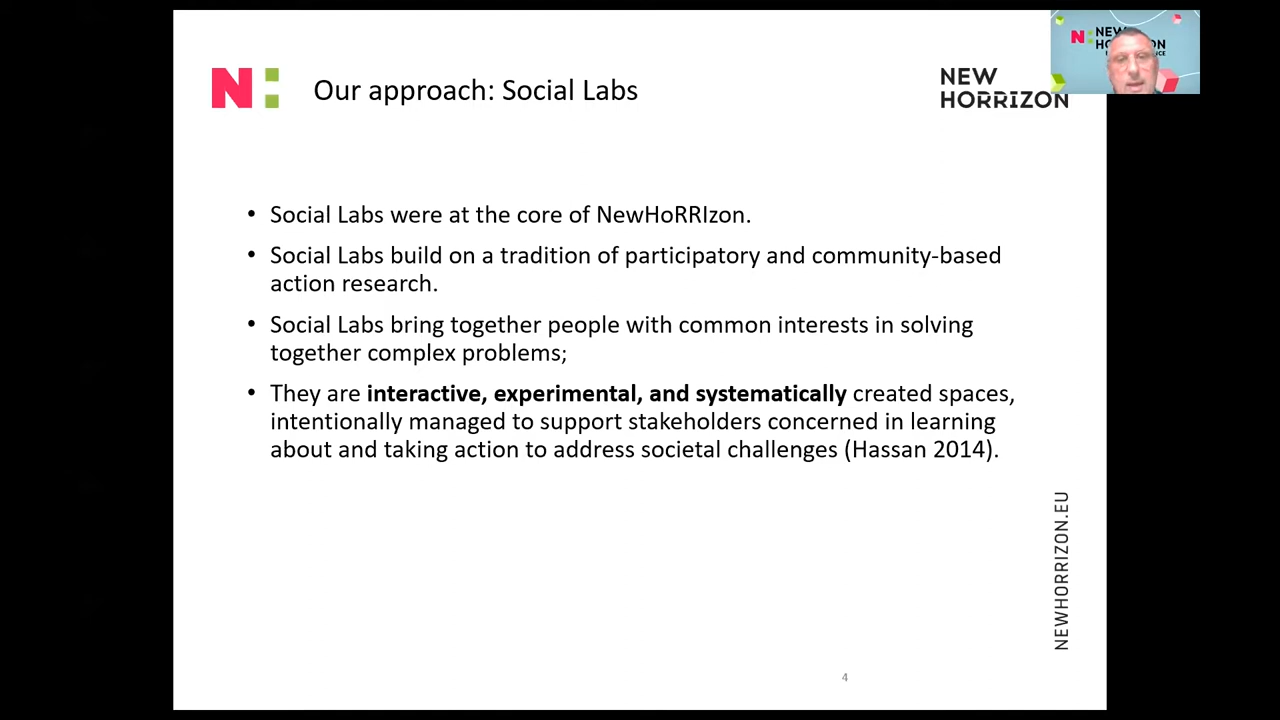 N:
Our approach: Social Labs
NEW
HORRIZON
• Social Labs were at the core of NewHoRRIzon.
• Social Labs build on a tradition of participatory and community-based
action research.
• Social Labs bring together people with common interests in solving
together complex problems;
• They are interactive, experimental, and systematically created spaces,
intentionally managed to support stakeholders concerned in learning
about and taking action to address societal challenges (Hassan 2014).
NEWHORRIZON.EU
4